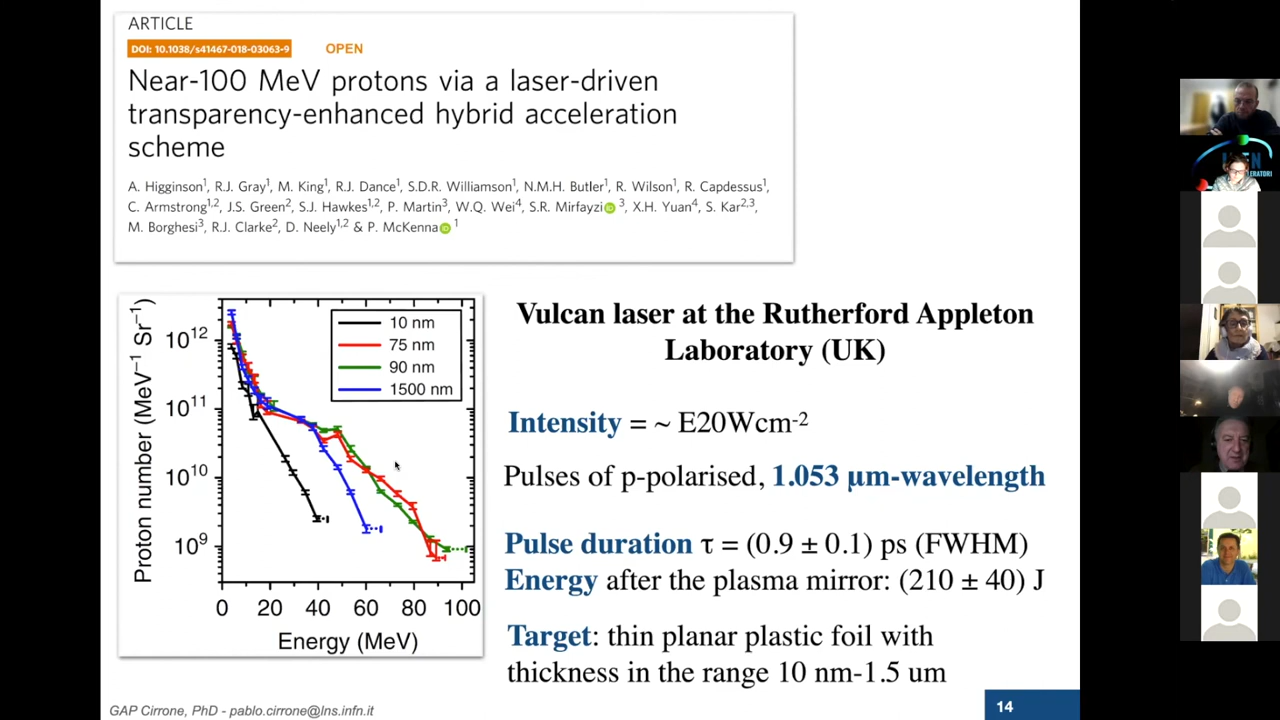 ARTICLE
DOI: 10.1038/s41467-018-03063-9 OPEN
Near-100 MeV protons via a laser-driven
transparency-enhanced hybrid acceleration
scheme
A. Higginson¹, R.J. Gray¹, M. King¹, R.J. Dance¹, S.D.R. Williamson¹, N.M.H. Butler¹, R. Wilson¹, R. Capdessus¹,
C. Armstrong¹,², J.S. Green², S.J. Hawkes¹,², P. Martin³, W.Q. Wei⁴, S.R. Mirfayzi ³, X.H. Yuan⁴, S. Kar²,³,
M. Borghesi³, R.J. Clarke², D. Neely¹,² & P. McKenna ¹
Proton number (MeV⁻¹ Sr⁻¹)
10¹²
10¹¹
10¹⁰
10⁹
10 nm
75 nm
90 nm
1500 nm
0 20 40 60 80 100
Energy (MeV)
Vulcan laser at the Rutherford Appleton
Laboratory (UK)
Intensity = ~ E20Wcm-2
Pulses of p-polarised, 1.053 µm-wavelength
Pulse duration τ = (0.9 ± 0.1) ps (FWHM)
Energy after the plasma mirror: (210 ± 40) J
Target: thin planar plastic foil with
thickness in the range 10 nm-1.5 um
GAP Cirrone, PhD - pablo.cirrone@lns.infn.it
14